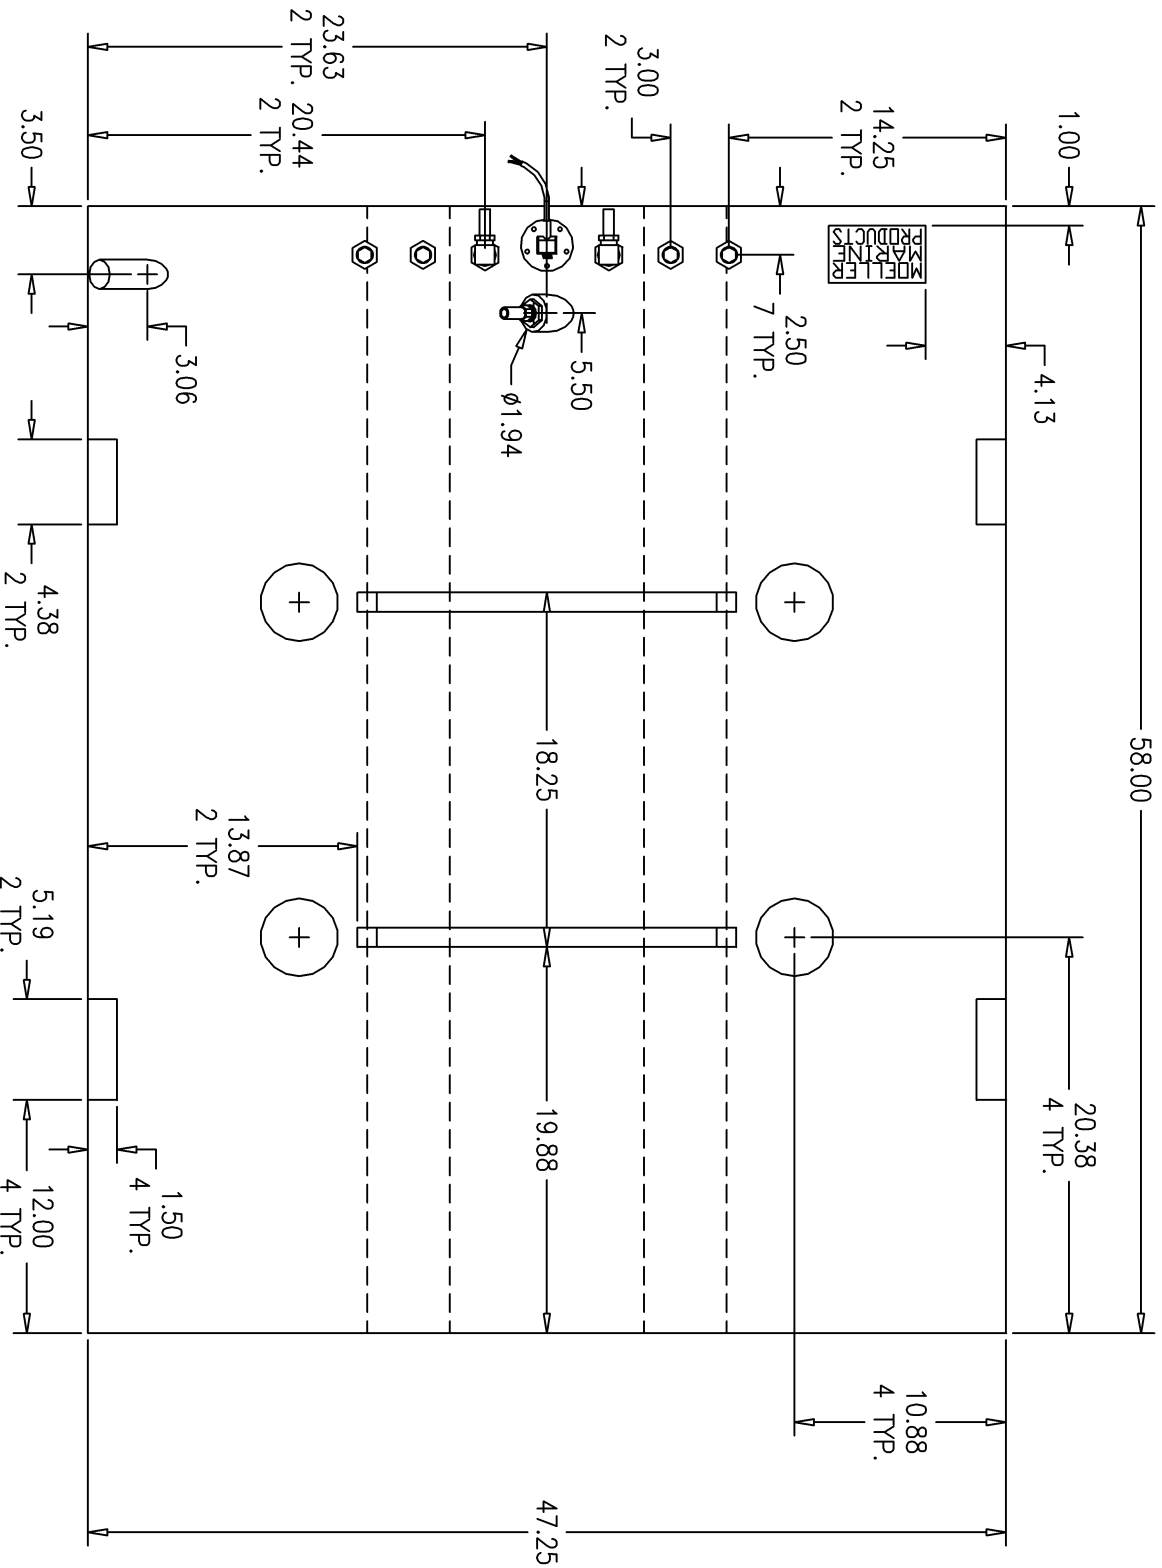 58.00
1.00
20.38
4 TYP.
4.13
14.25
2 TYP.
MOELLER
MARINE
PRODUCTS
10.88
4 TYP.
2.50
7 TYP.
3.00
2 TYP.
5.50
ø1.94
18.25
19.88
47.25
23.63
2 TYP.
20.44
2 TYP.
13.87
2 TYP.
3.06
1.50
4 TYP.
3.50
4.38
2 TYP.
5.19
2 TYP.
12.00
4 TYP.